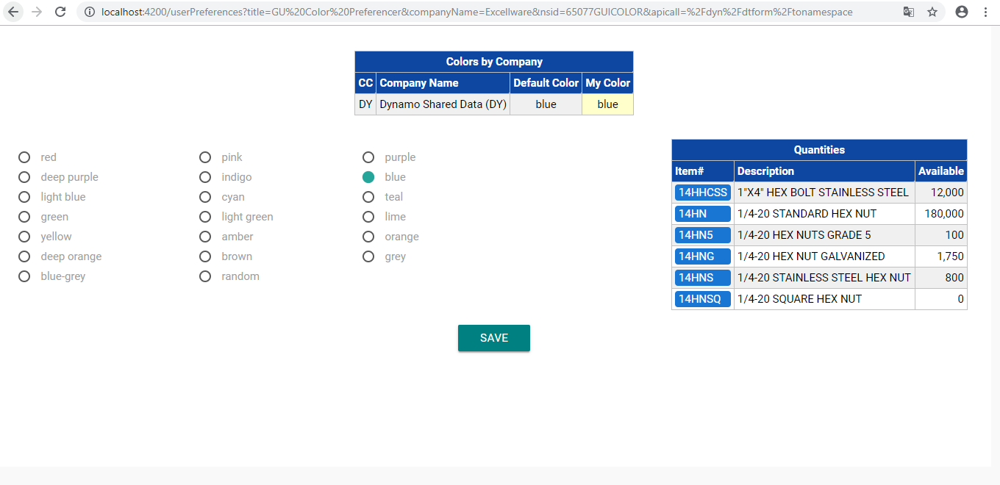 localhost:4200/userPreferences?title=GU%20Color%20Preferencer&companyName=Excellware&nsid=65077GUICOLOR&apicall=%2Fdyn%2Fdtform%2Ftonamespace
Colors by Company
CC Company Name Default Color My Color
DY Dynamo Shared Data (DY) blue blue
red pink purple
deep purple indigo blue
light blue cyan teal
green light green lime
yellow amber orange
deep orange brown grey
blue-grey random
Quantities
Item# Description Available
14HHCSS 1"X4" HEX BOLT STAINLESS STEEL 12,000
14HN 1/4-20 STANDARD HEX NUT 180,000
14HN5 1/4-20 HEX NUTS GRADE 5 100
14HNG 1/4-20 HEX NUT GALVANIZED 1,750
14HNS 1/4-20 STAINLESS STEEL HEX NUT 800
14HNSQ 1/4-20 SQUARE HEX NUT 0
SAVE